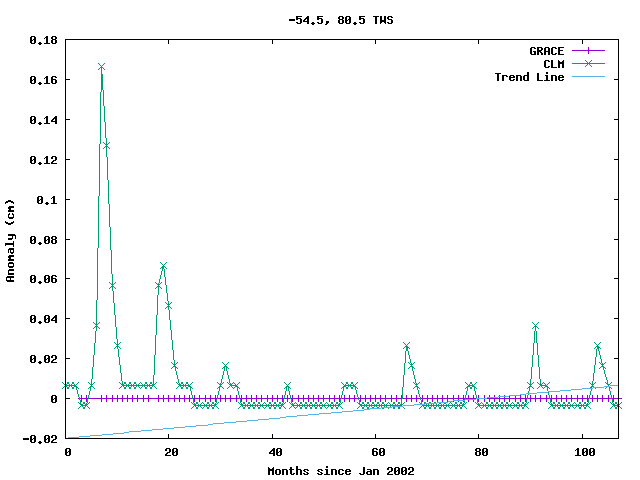 -54.5, 80.5 TWS
GRACE
CLM
Trend Line
0.18
0.16
0.14
0.12
0.1
0.08
0.06
0.04
0.02
0
-0.02
Anomaly (cm)
0 20 40 60 80 100
Months since Jan 2002